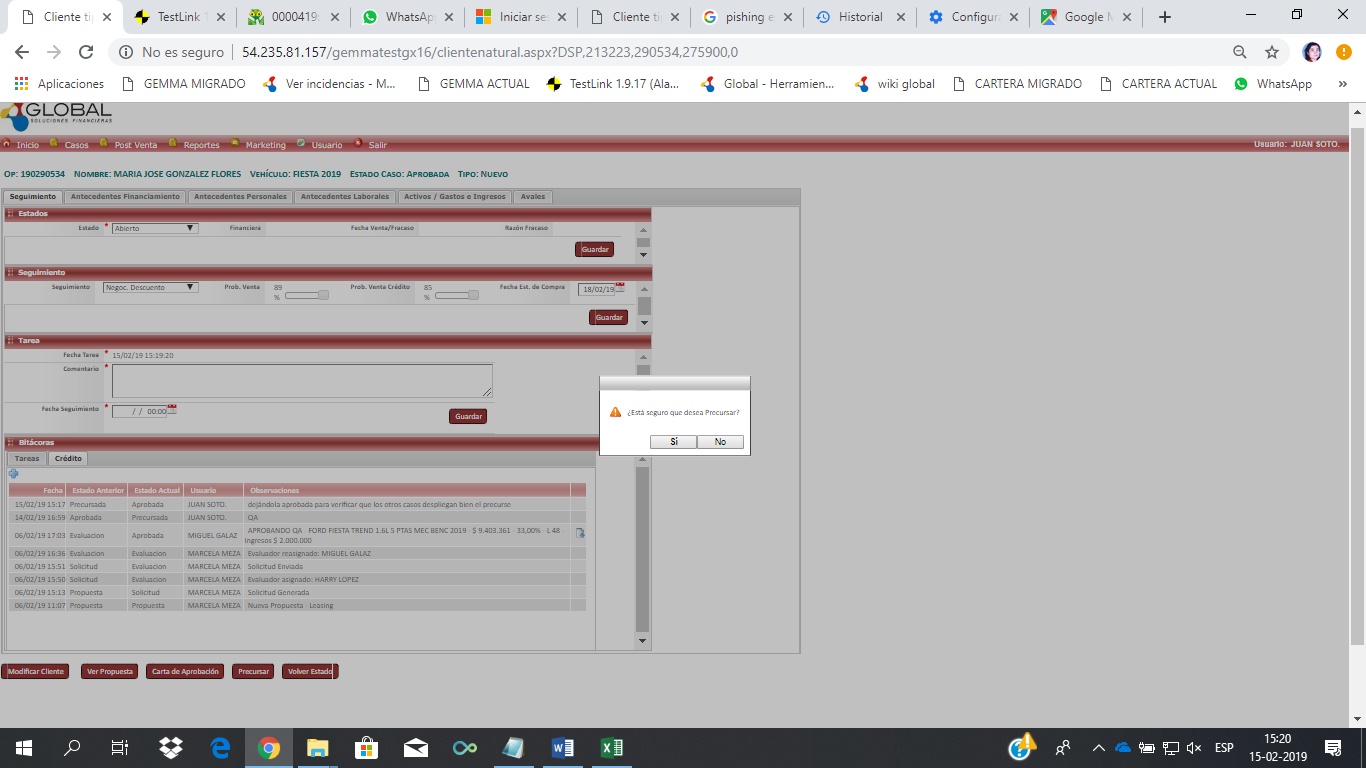 Cliente ti
TestLink 1
0000419
WhatsApp
Iniciar se
Cliente ti
pishing e
Historial
Configura
Google M
No es seguro | 54.235.81.157/gemmatestgx16/clientenatural.aspx?DSP,213223,290534,275900,0
Aplicaciones GEMMA MIGRADO Ver incidencias - M... GEMMA ACTUAL TestLink 1.9.17 (Ala... Global - Herramien... wiki global CARTERA MIGRADO CARTERA ACTUAL WhatsApp »
GLOBAL
SOLUCIONES FINANCIERAS
Inicio Casos Post Venta Reportes Marketing Usuario Salir Usuario: JUAN SOTO.
OP: 190290534 NOMBRE: MARIA JOSE GONZALEZ FLORES VEHÍCULO: FIESTA 2019 ESTADO CASO: APROBADA TIPO: NUEVO
Seguimiento Antecedentes Financiamiento Antecedentes Personales Antecedentes Laborales Activos / Gastos e Ingresos Avales
Estados
Estado * Abierto Financiera Fecha Venta/Fracaso Razón Fracaso
Guardar
Seguimiento
Seguimiento Negoc. Descuento Prob. Venta 89 % Prob. Venta Crédito 85 % Fecha Est. de Compra 18/02/19
Guardar
Tarea
Fecha Tarea * 15/02/19 15:19:20
Comentario *
Fecha Seguimiento * / / 00:00
Guardar
¿Está seguro que desea Precursar?
Sí No
Bitácoras
Tareas Crédito
Fecha Estado Anterior Estado Actual Usuario Observaciones
15/02/19 15:17 Precursada Aprobada JUAN SOTO. dejándola aprobada para verificar que los otros casos despliegan bien el precurse
14/02/19 16:59 Aprobada Precursada JUAN SOTO. QA
06/02/19 17:03 Evaluacion Aprobada MIGUEL GALAZ APROBANDO QA - FORD FIESTA TREND 1.6L 5 PTAS MEC BENC 2019 - $ 9.403.361 - 33,00% - L 48
Ingresos $ 2.000.000
06/02/19 16:36 Evaluacion Evaluacion MARCELA MEZA Evaluador reasignado: MIGUEL GALAZ
06/02/19 15:51 Solicitud Evaluacion MARCELA MEZA Solicitud Enviada
06/02/19 15:50 Solicitud Evaluacion MARCELA MEZA Evaluador asignado: HARRY LOPEZ
06/02/19 15:13 Propuesta Solicitud MARCELA MEZA Solicitud Generada
06/02/19 11:07 Propuesta Propuesta MARCELA MEZA Nueva Propuesta - Leasing
Modificar Cliente Ver Propuesta Carta de Aprobación Precursar Volver Estado
ESP
15:20
15-02-2019